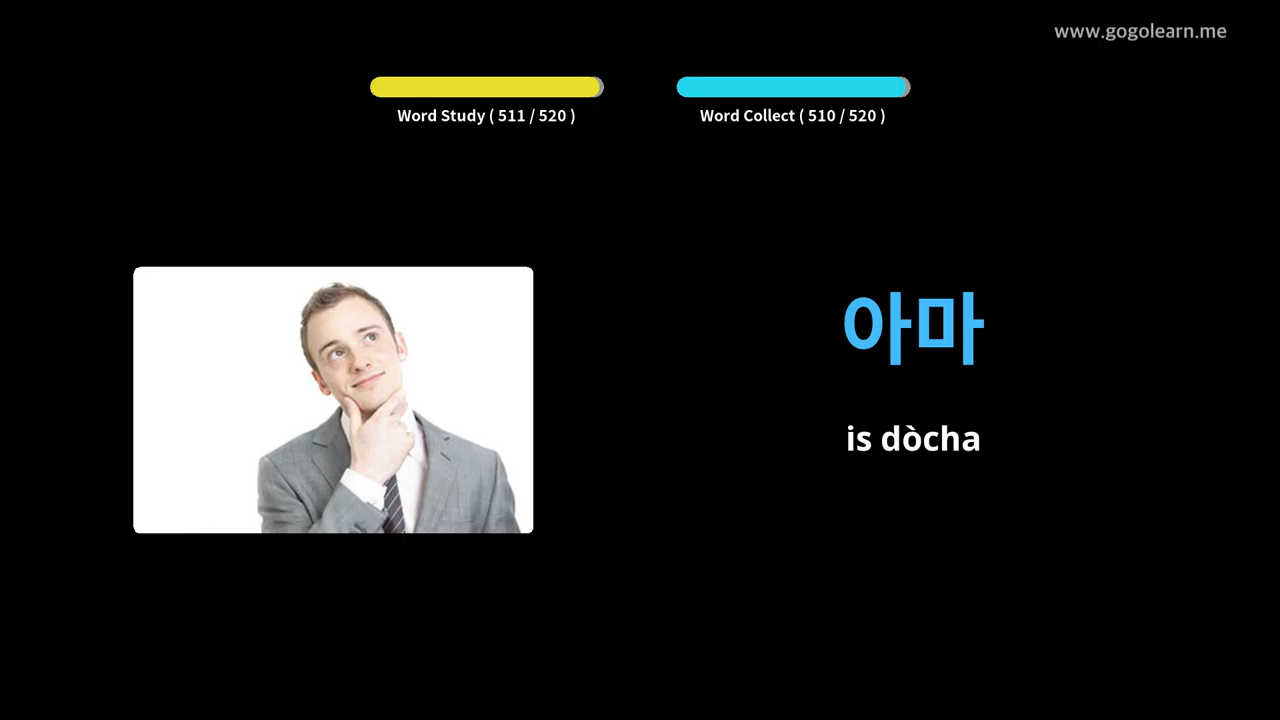 www.gogolearn.me
Word Study ( 511 / 520 )
Word Collect ( 510 / 520 )
아마
is dòcha